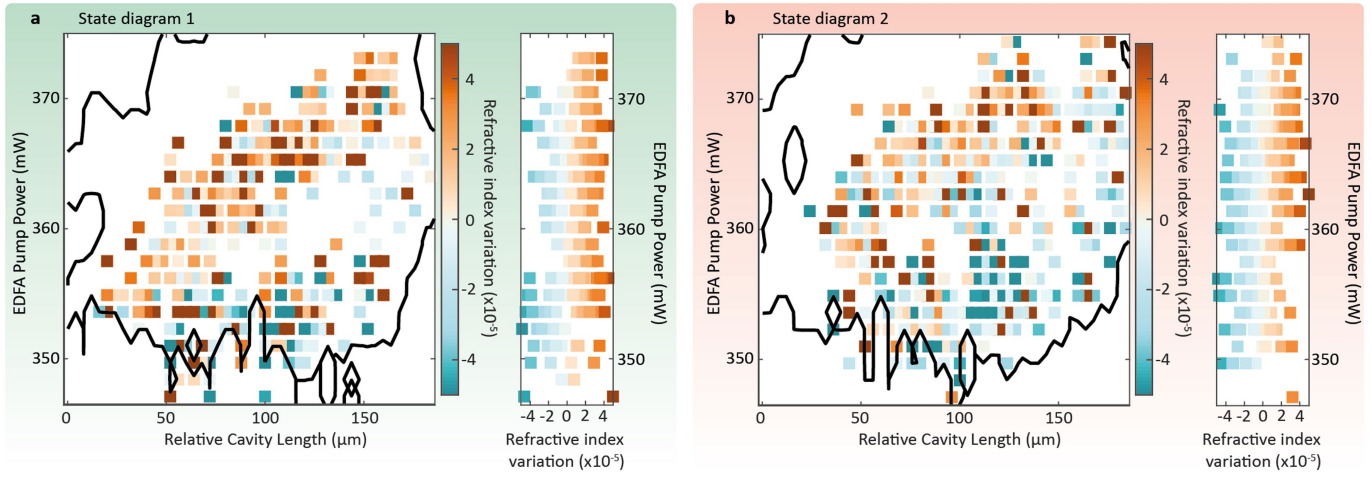 a State diagram 1
370
360
350
EDFA Pump Power (mW)
0 50 100 150
Relative Cavity Length (µm)
4
2
0
-2
-4
Refractive index variation (x10⁻⁵)
370
360
350
EDFA Pump Power (mW)
-4 -2 0 2 4
Refractive index
variation (x10⁻⁵)
b State diagram 2
370
360
350
EDFA Pump Power (mW)
0 50 100 150
Relative Cavity Length (µm)
4
2
0
-2
-4
Refractive index variation (x10⁻⁵)
370
360
350
EDFA Pump Power (mW)
-4 -2 0 2 4
Refractive index
variation (x10⁻⁵)